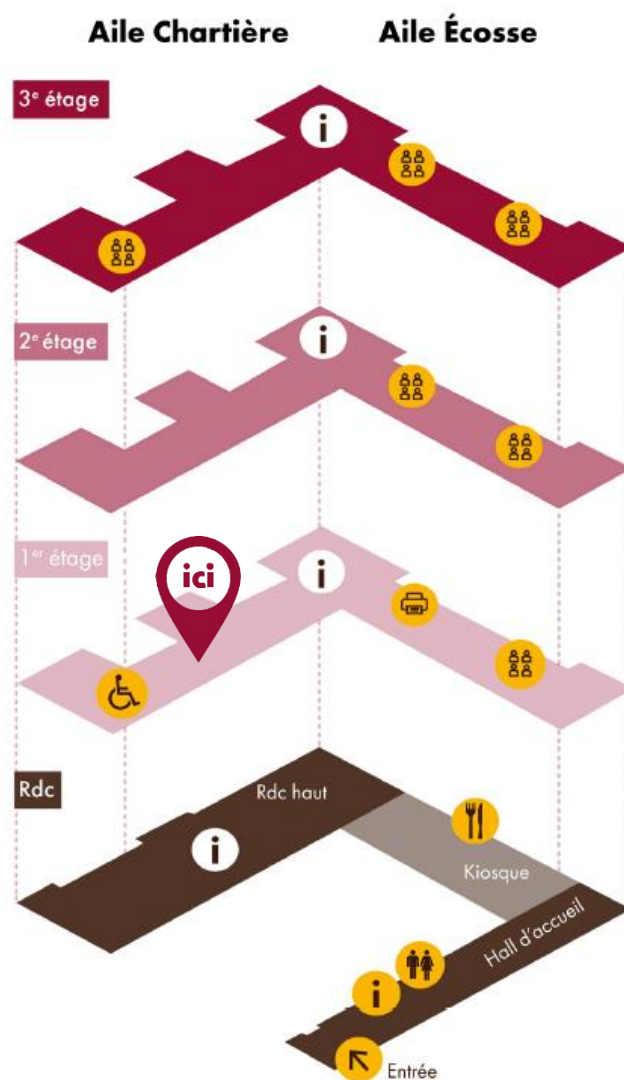 Aile Chartière
Aile Écosse
3e étage
i
2e étage
i
1er étage
ici
i
Rdc
Rdc haut
i
Kiosque
Hall d'accueil
i
Entrée